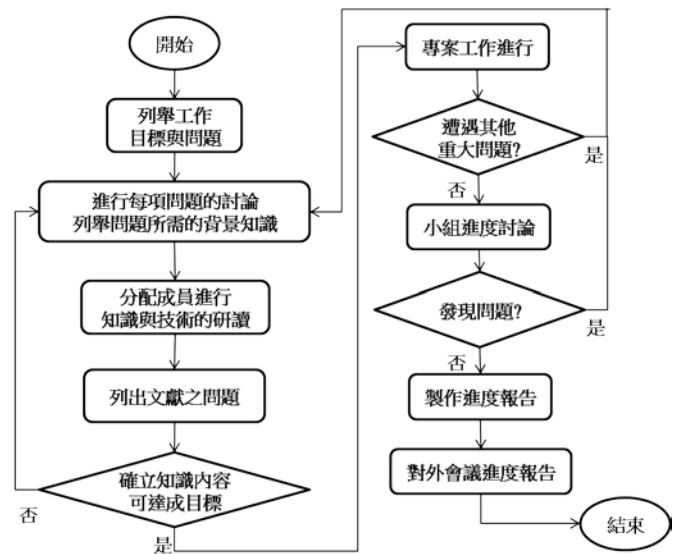 開始
列舉工作
目標與問題
進行每項問題的討論
列舉問題所需的背景知識
分配成員進行
知識與技術的研讀
列出文獻之問題
確立知識內容
可達成目標
否
是
專案工作進行
遭遇其他
重大問題?
是
否
小組進度討論
發現問題?
是
否
製作進度報告
對外會議進度報告
結束